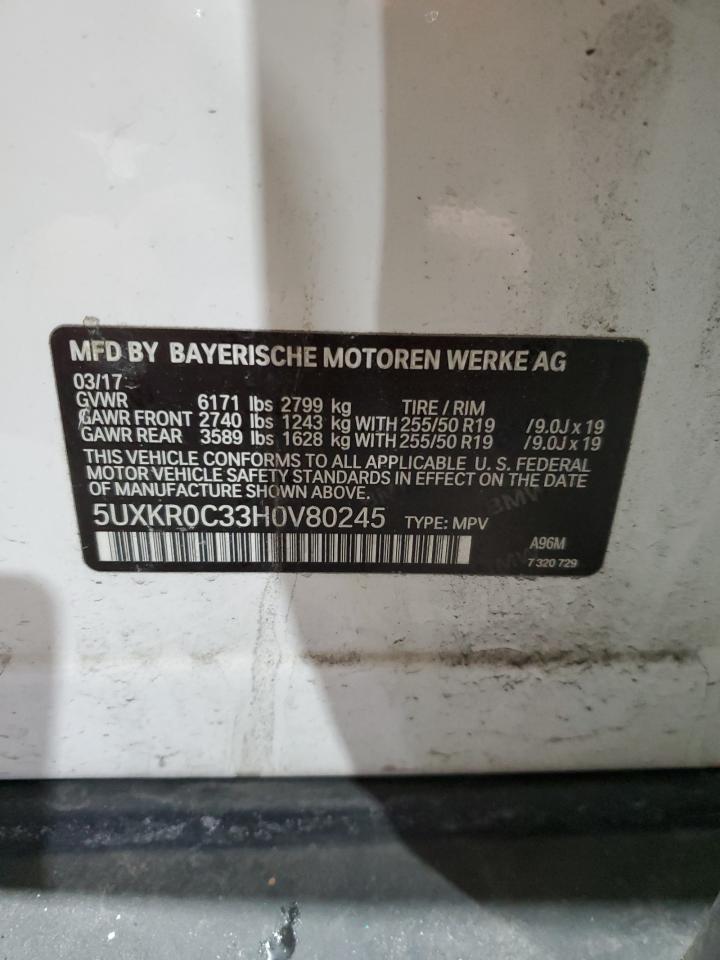 MFD BY BAYERISCHE MOTOREN WERKE AG
03/17
GVWR 6171 lbs 2799 kg TIRE / RIM
GAWR FRONT 2740 lbs 1243 kg WITH 255/50 R19 /9.0J x 19
GAWR REAR 3589 lbs 1628 kg WITH 255/50 R19 /9.0J x 19
THIS VEHICLE CONFORMS TO ALL APPLICABLE U. S. FEDERAL
MOTOR VEHICLE SAFETY STANDARDS IN EFFECT ON THE DATE
OF MANUFACTURE SHOWN ABOVE
5UXKR0C33H0V80245 TYPE: MPV
A96M
7 320 729